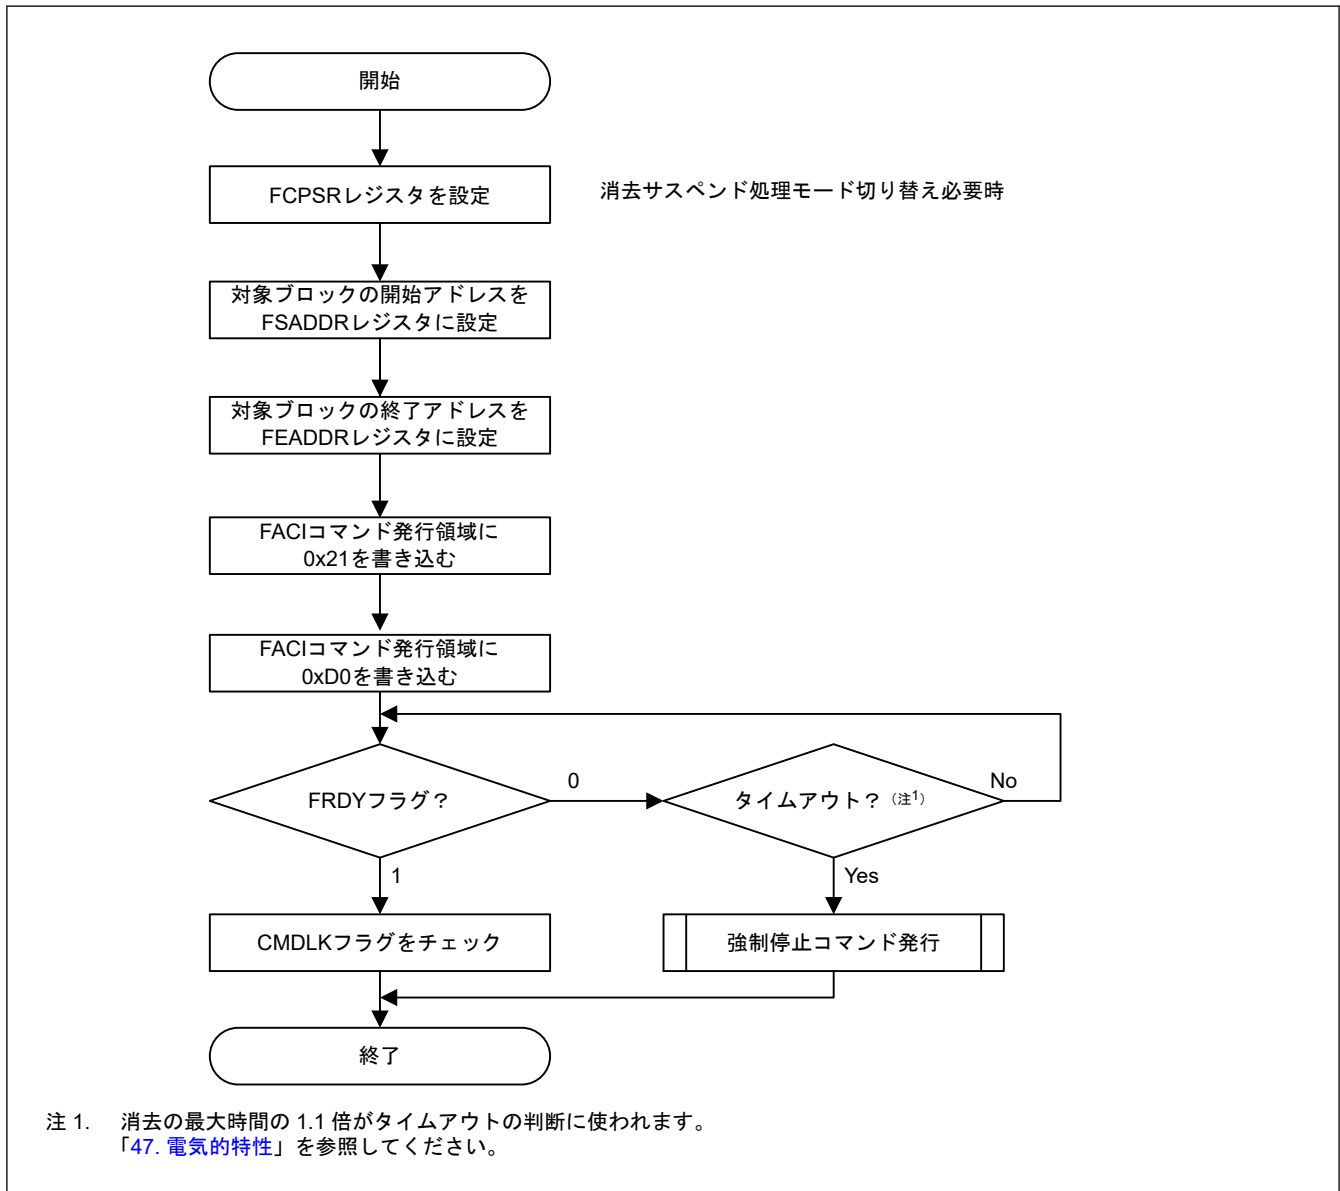 開始
FCPSRレジスタを設定
消去サスペンド処理モード切り替え必要時
対象ブロックの開始アドレスを
FSADDRレジスタに設定
対象ブロックの終了アドレスを
FEADDRレジスタに設定
FACIコマンド発行領域に
0x21を書き込む
FACIコマンド発行領域に
0xD0を書き込む
FRDYフラグ？
0
タイムアウト？（注1）
No
1
Yes
CMDLKフラグをチェック
強制停止コマンド発行
終了
注 1. 消去の最大時間の 1.1 倍がタイムアウトの判断に使われます。
「47. 電気的特性」を参照してください。